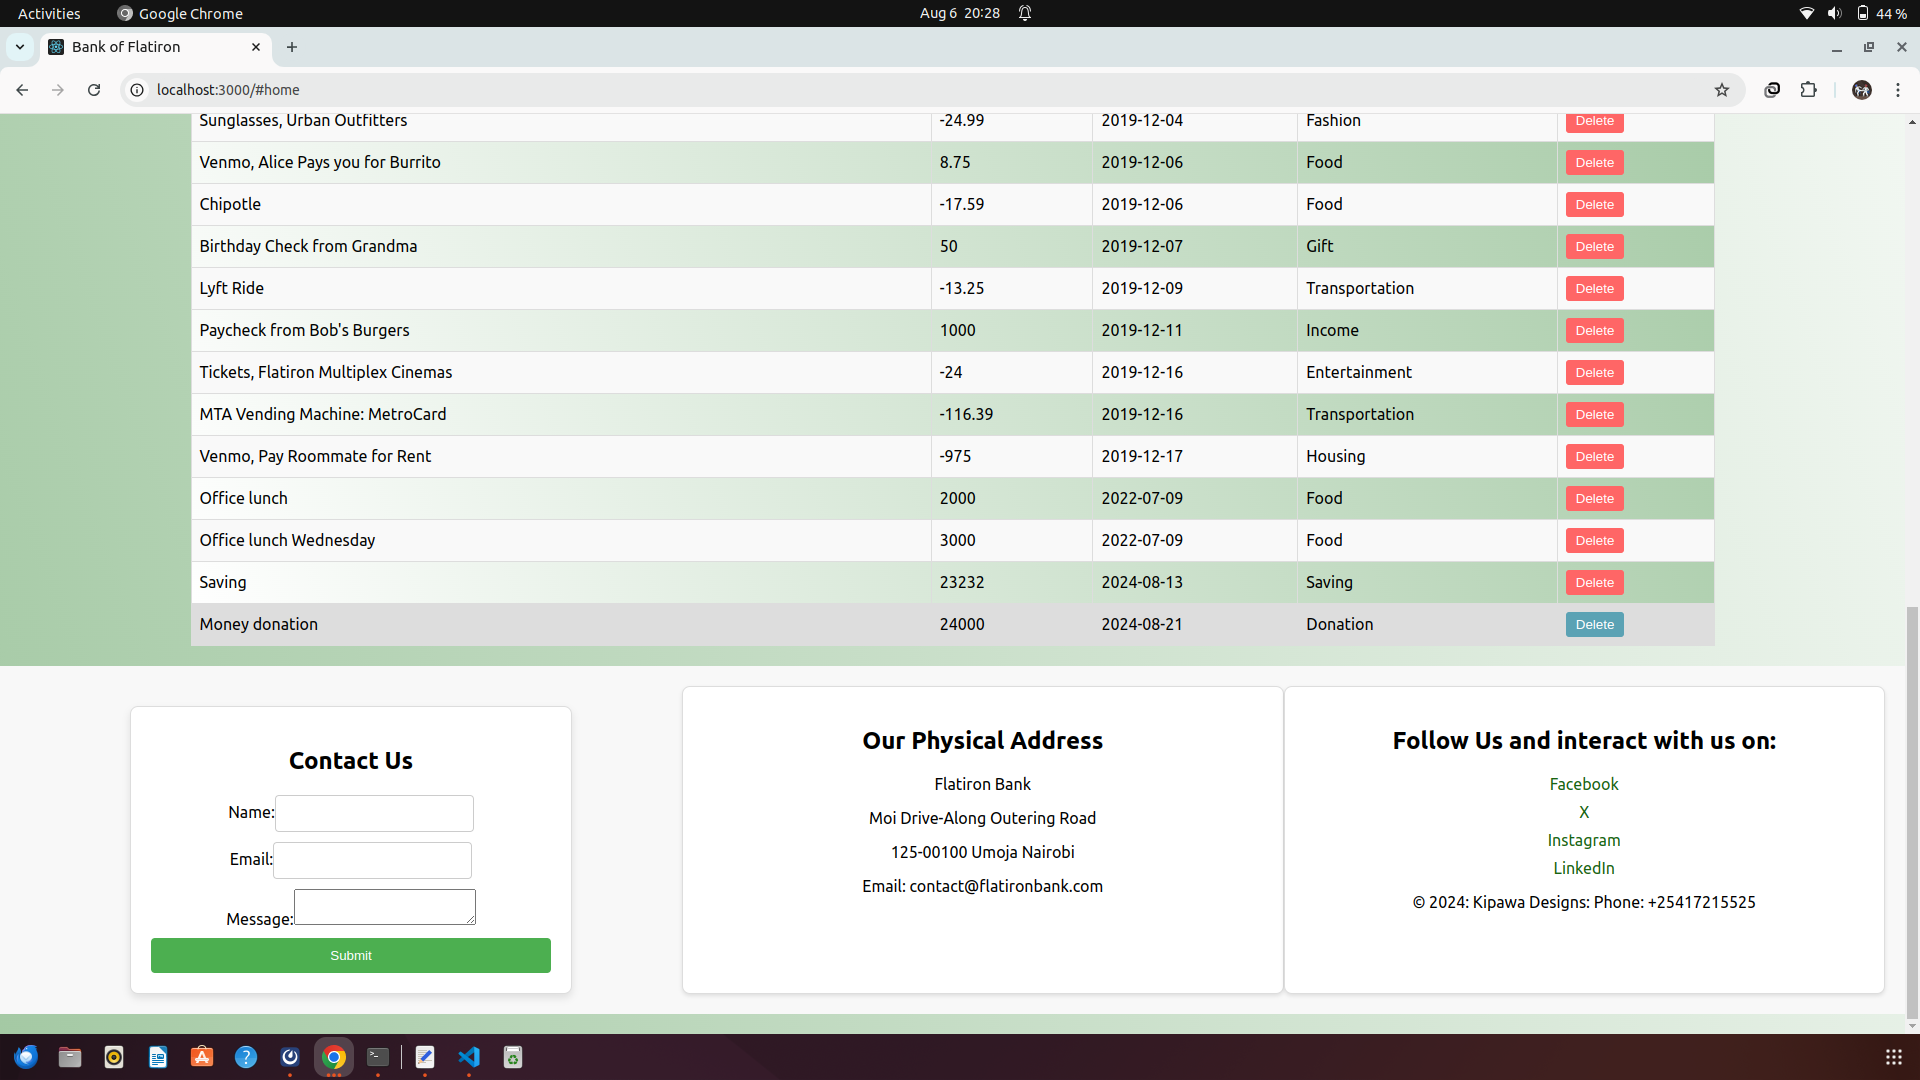 Activities Google Chrome Aug 6 20:28 44 %
Bank of Flatiron
localhost:3000/#home
Sunglasses, Urban Outfitters -24.99 2019-12-04 Fashion Delete
Venmo, Alice Pays you for Burrito 8.75 2019-12-06 Food Delete
Chipotle -17.59 2019-12-06 Food Delete
Birthday Check from Grandma 50 2019-12-07 Gift Delete
Lyft Ride -13.25 2019-12-09 Transportation Delete
Paycheck from Bob's Burgers 1000 2019-12-11 Income Delete
Tickets, Flatiron Multiplex Cinemas -24 2019-12-16 Entertainment Delete
MTA Vending Machine: MetroCard -116.39 2019-12-16 Transportation Delete
Venmo, Pay Roommate for Rent -975 2019-12-17 Housing Delete
Office lunch 2000 2022-07-09 Food Delete
Office lunch Wednesday 3000 2022-07-09 Food Delete
Saving 23232 2024-08-13 Saving Delete
Money donation 24000 2024-08-21 Donation Delete
Contact Us
Name:
Email:
Message:
Submit
Our Physical Address
Flatiron Bank
Moi Drive-Along Outering Road
125-00100 Umoja Nairobi
Email: contact@flatironbank.com
Follow Us and interact with us on:
Facebook
X
Instagram
LinkedIn
© 2024: Kipawa Designs: Phone: +25417215525